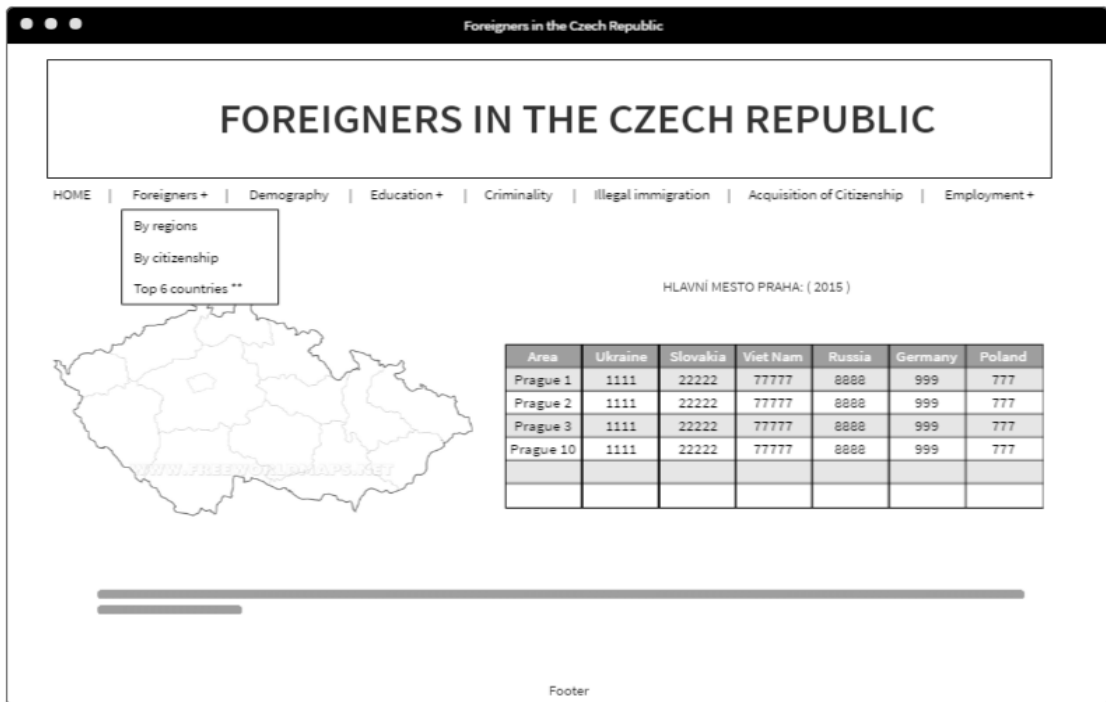 Foreigners in the Czech Republic
FOREIGNERS IN THE CZECH REPUBLIC
HOME | Foreigners + | Demography | Education + | Criminality | Illegal immigration | Acquisition of Citizenship | Employment +
By regions
By citizenship
Top 6 countries **
HLAVNÍ MESTO PRAHA: ( 2015 )
Area Ukraine Slovakia Viet Nam Russia Germany Poland
Prague 1 1111 22222 77777 8888 999 777
Prague 2 1111 22222 77777 8888 999 777
Prague 3 1111 22222 77777 8888 999 777
Prague 10 1111 22222 77777 8888 999 777
WWW.FREEWORLDMAPS.NET
Footer